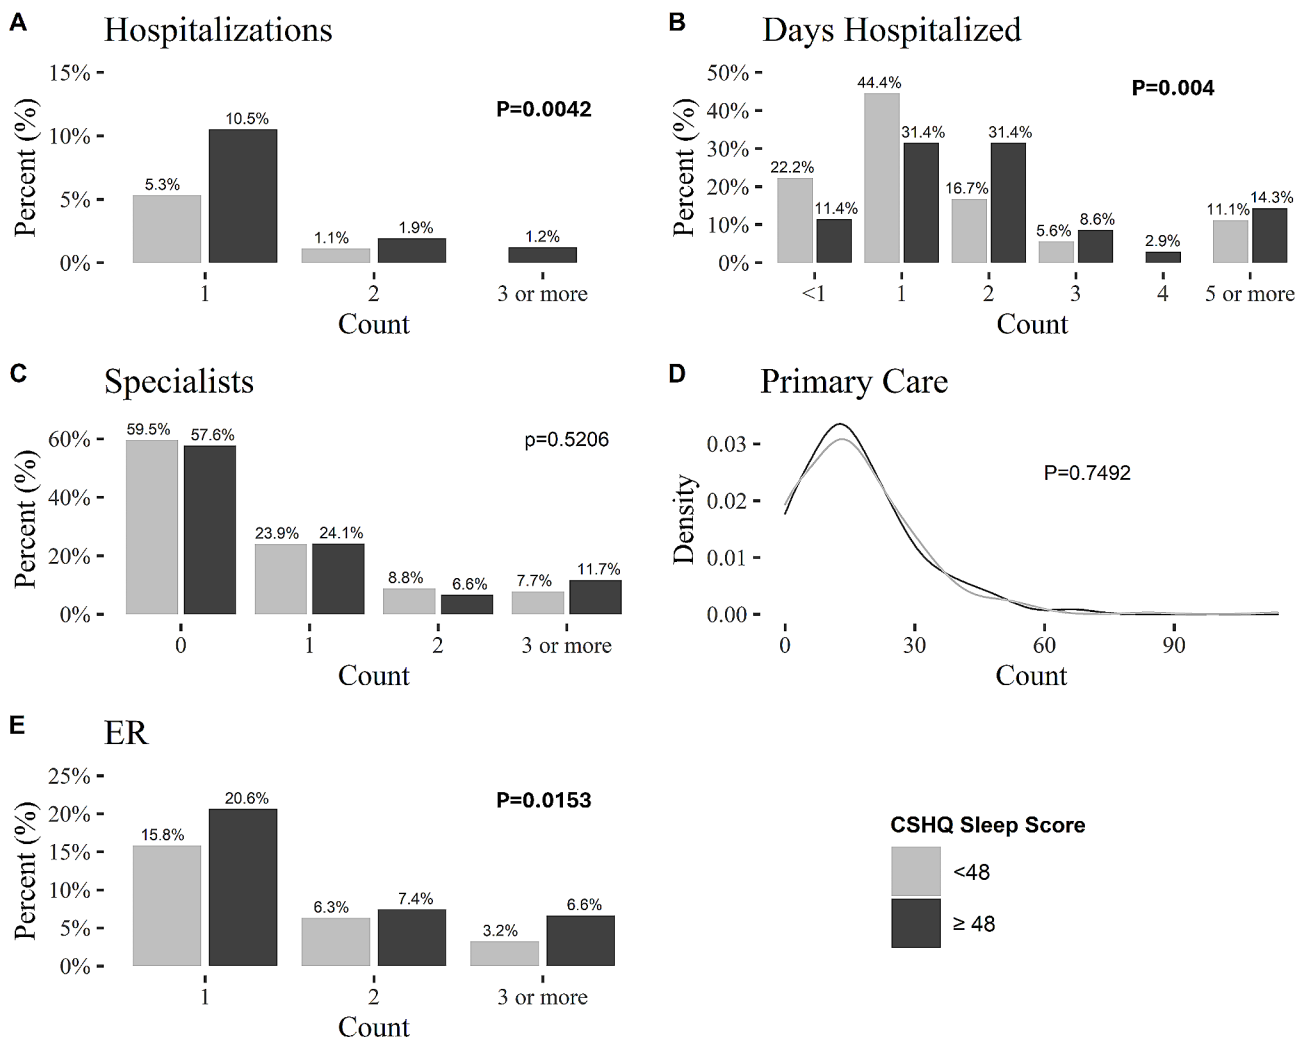 A Hospitalizations
Percent (%)
15%
10%
5%
0%
5.3%
10.5%
1.1%
1.9%
1.2%
P=0.0042
1 2 3 or more
Count
B Days Hospitalized
Percent (%)
50%
40%
30%
20%
10%
0%
22.2%
11.4%
44.4%
31.4%
16.7%
31.4%
5.6%
8.6%
2.9%
11.1%
14.3%
P=0.004
<1 1 2 3 4 5 or more
Count
C Specialists
Percent (%)
60%
40%
20%
0%
59.5%
57.6%
23.9%
24.1%
8.8%
6.6%
7.7%
11.7%
p=0.5206
0 1 2 3 or more
Count
D Primary Care
Density
0.03
0.02
0.01
0.00
P=0.7492
0 30 60 90
Count
E ER
Percent (%)
25%
20%
15%
10%
5%
0%
15.8%
20.6%
6.3%
7.4%
3.2%
6.6%
P=0.0153
1 2 3 or more
Count
CSHQ Sleep Score
<48
≥ 48